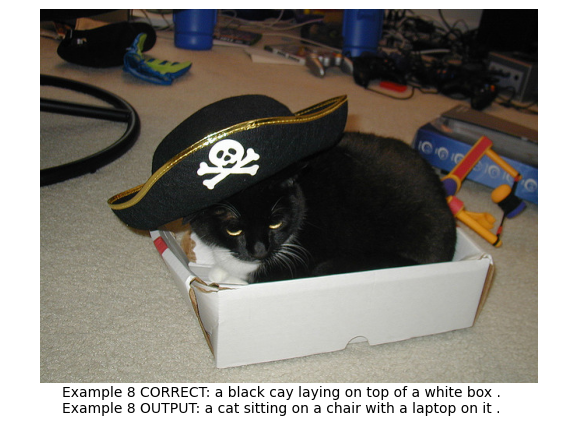 Example 8 CORRECT: a black cay laying on top of a white box .
Example 8 OUTPUT: a cat sitting on a chair with a laptop on it .